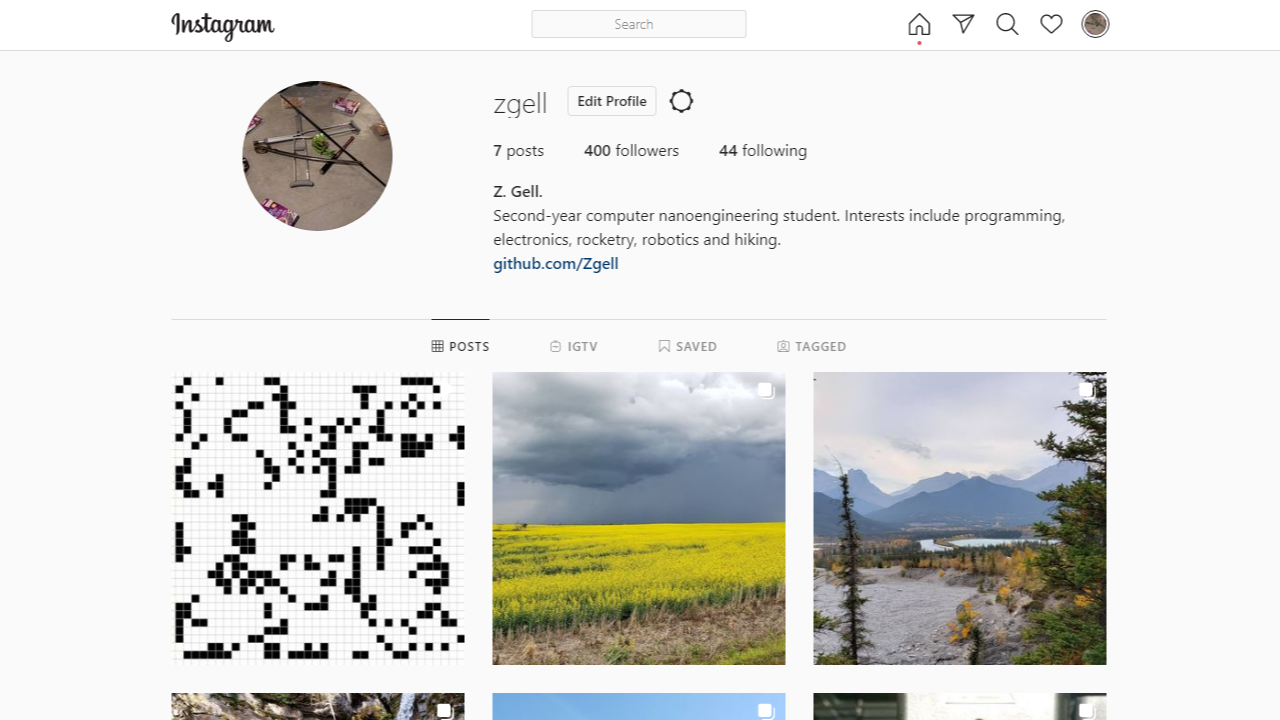 Instagram
Search
zgell
Edit Profile
7 posts
400 followers
44 following
Z. Gell.
Second-year computer nanoengineering student. Interests include programming,
electronics, rocketry, robotics and hiking.
github.com/Zgell
POSTS
IGTV
SAVED
TAGGED